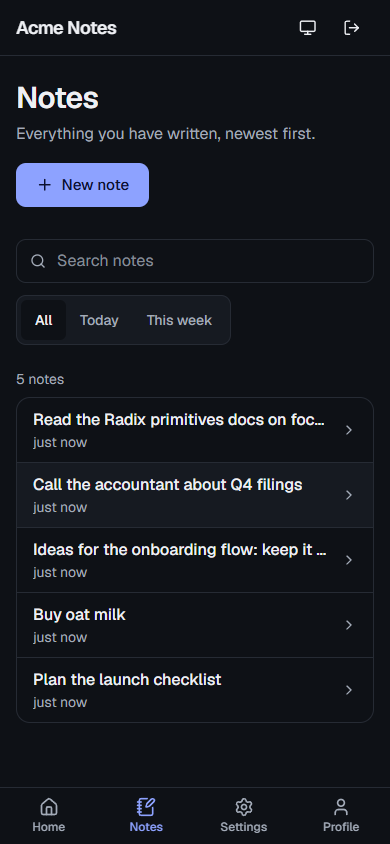 Acme Notes
Notes
Everything you have written, newest first.
New note
Search notes
All Today This week
5 notes
Read the Radix primitives docs on foc...
just now
Call the accountant about Q4 filings
just now
Ideas for the onboarding flow: keep it ...
just now
Buy oat milk
just now
Plan the launch checklist
just now
Home Notes Settings Profile